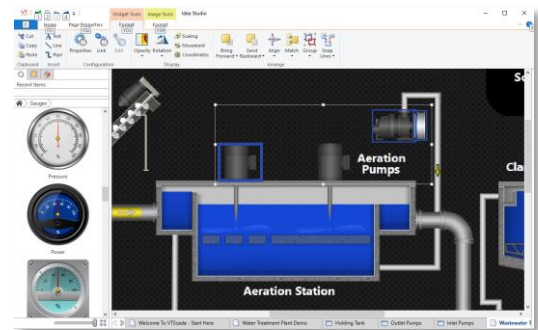 Widget Tools Image Tools Idea Studio
Home Page Properties Format Format
Cut Text
Copy Line
Paste Pipe
Properties Link Edit Opacity Rotation
Scaling
Movement
Coordinates
Bring Forward Send Backward Align Match Group Snap Lines
Clipboard Insert Configuration Display Arrange
Recent Items
Gauges
Pressure
Power
%
Aeration
Pumps
Cla
Aeration Station
Welcome To VTScada - Start Here Water Treatment Plant Demo Holding Tank Outlet Pumps Inlet Pumps Wastewater T